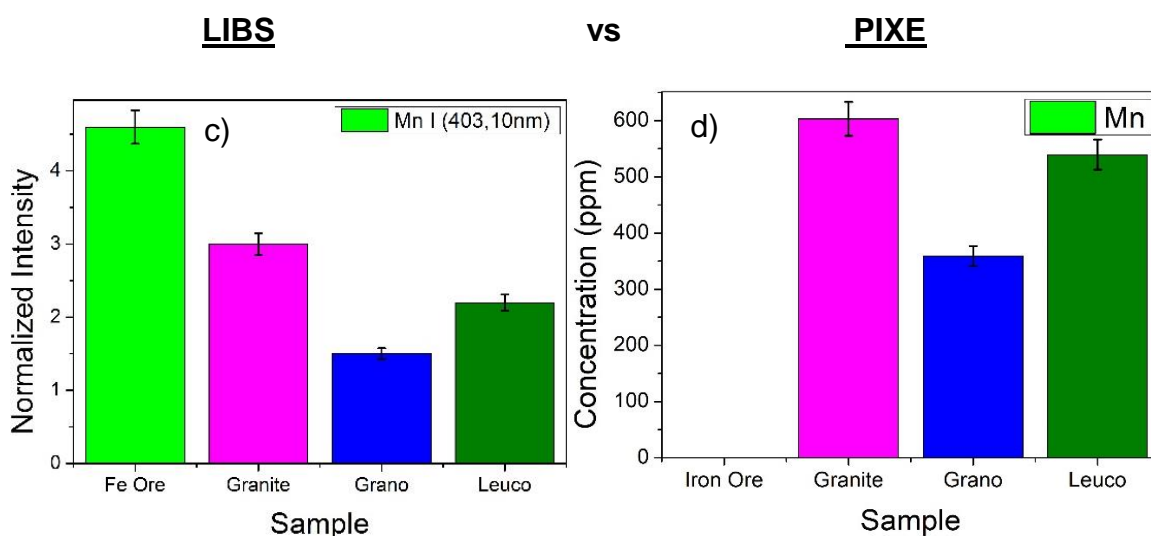 LIBS vs PIXE
c)
Mn I (403,10nm)
Normalized Intensity
4
3
2
1
0
Fe Ore Granite Grano Leuco
Sample
d)
Mn
Concentration (ppm)
600
500
400
300
200
100
0
Iron Ore Granite Grano Leuco
Sample